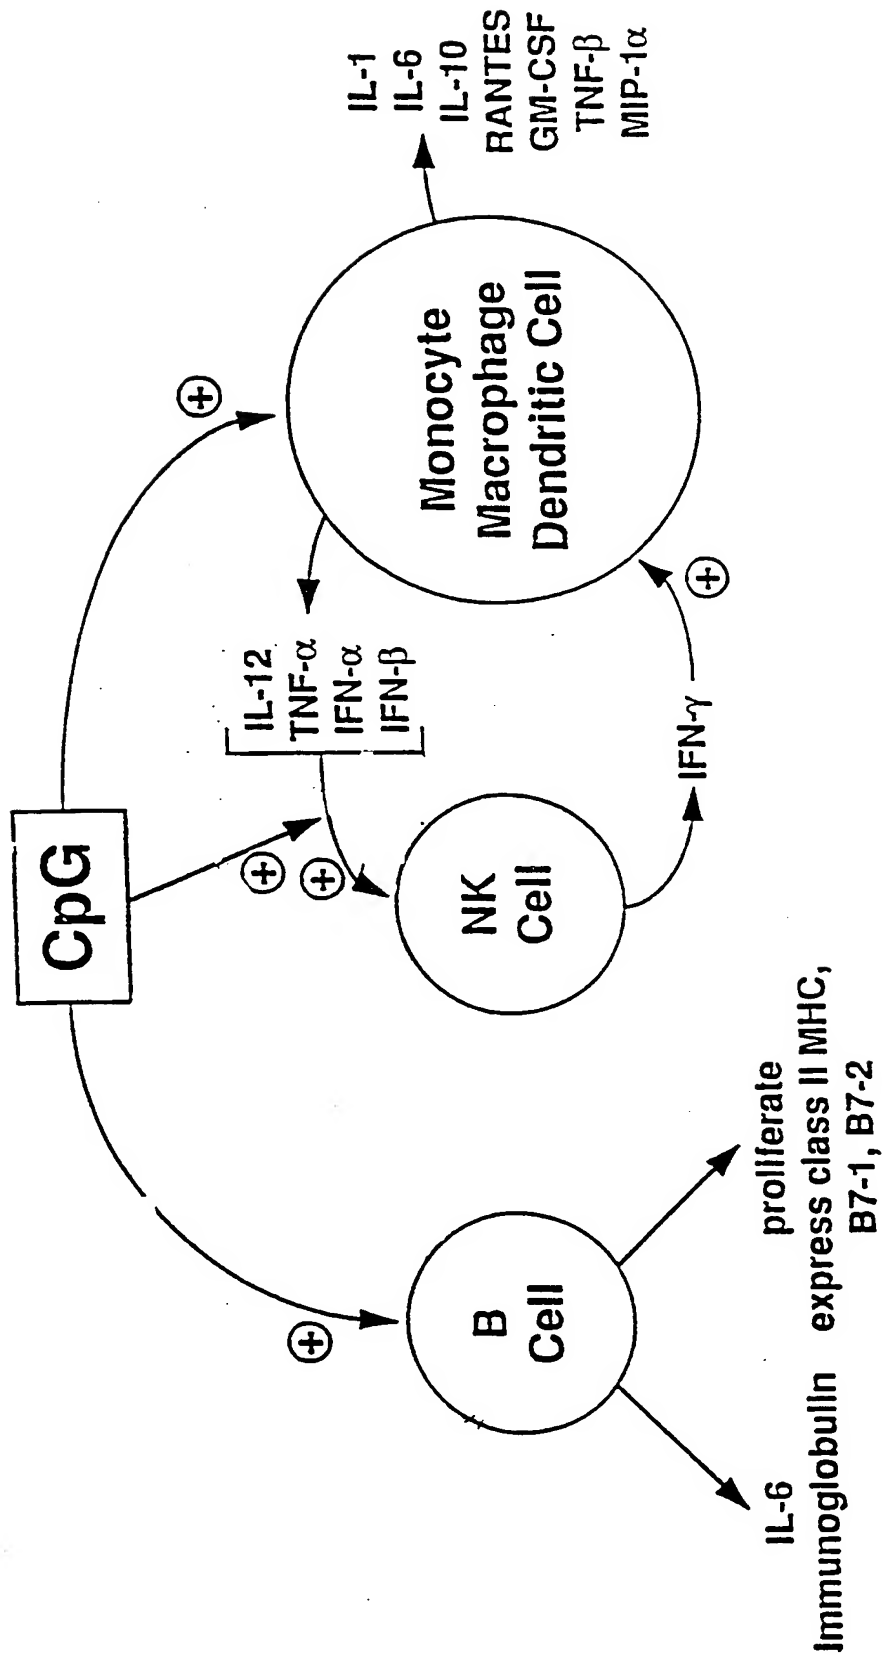 CpG
+
+
+
+
+
IL-12
TNF-α
IFN-α
IFN-β
B
Cell
NK
Cell
Monocyte
Macrophage
Dendritic Cell
IL-1
IL-6
IL-10
RANTES
GM-CSF
TNF-β
MIP-1α
IFN-γ
IL-6
Immunoglobulin
proliferate
express class II MHC,
B7-1, B7-2